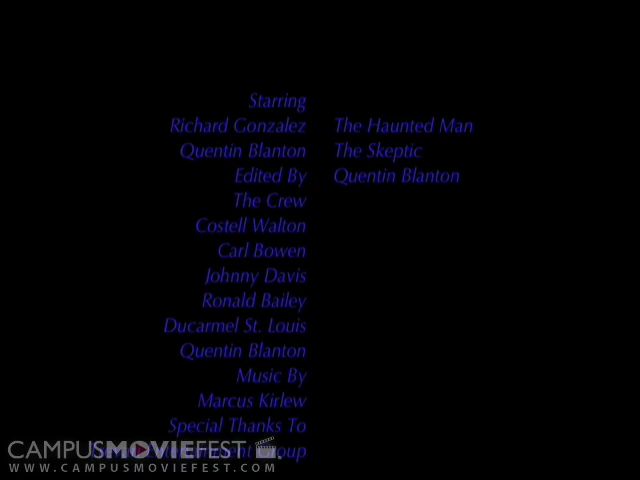 Starring
Richard Gonzalez The Haunted Man
Quentin Blanton The Skeptic
Edited By Quentin Blanton
The Crew
Costell Walton
Carl Bowen
Johnny Davis
Ronald Bailey
Ducarmel St. Louis
Quentin Blanton
Music By
Marcus Kirlew
Special Thanks To
Entertainment Group
CAMPUSMOVIEFEST
WWW.CAMPUSMOVIEFEST.COM